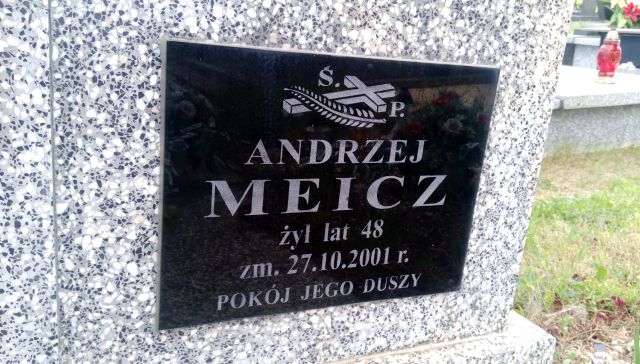 Ś. P.
ANDRZEJ
MEICZ
żył lat 48
zm. 27.10.2001 r.
POKÓJ JEGO DUSZY